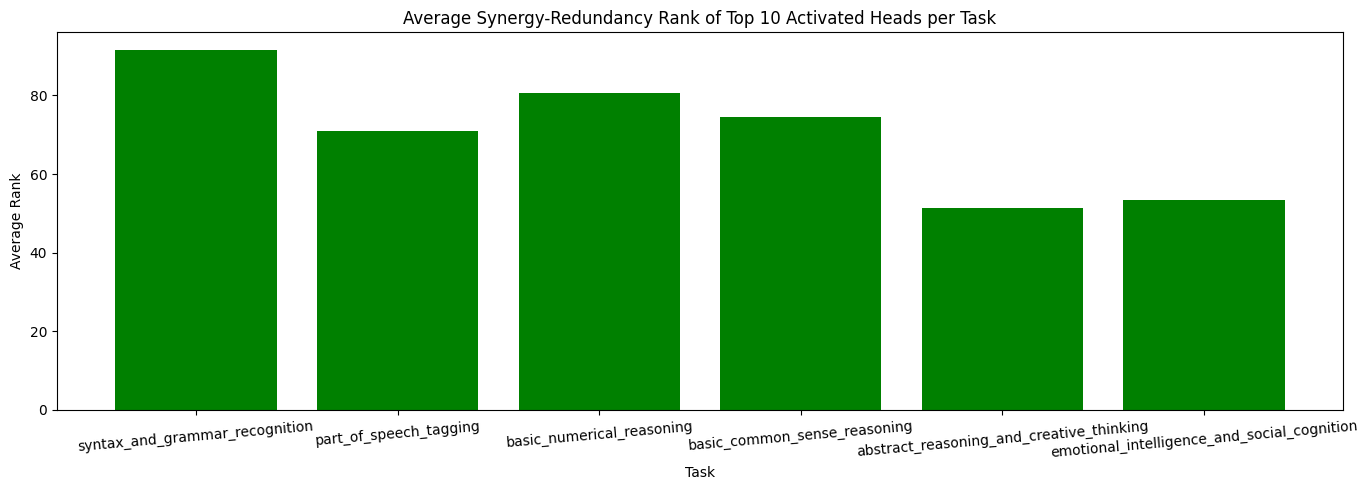 Average Synergy-Redundancy Rank of Top 10 Activated Heads per Task
Average Rank
80
60
40
20
0
syntax_and_grammar_recognition
part_of_speech_tagging
basic_numerical_reasoning
basic_common_sense_reasoning
abstract_reasoning_and_creative_thinking
emotional_intelligence_and_social_cognition
Task